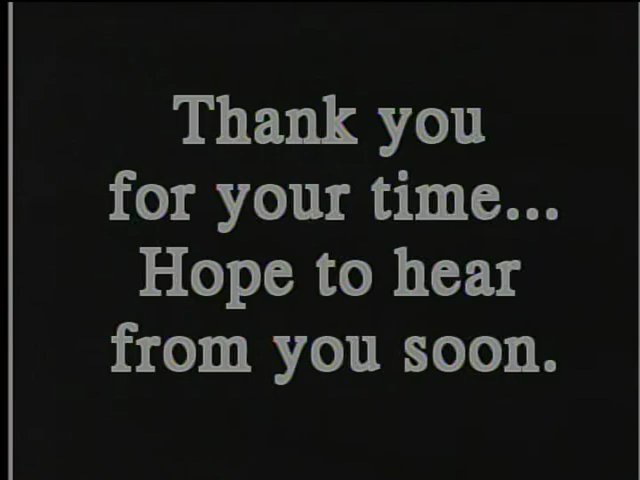 Thank you
for your time...
Hope to hear
from you soon.